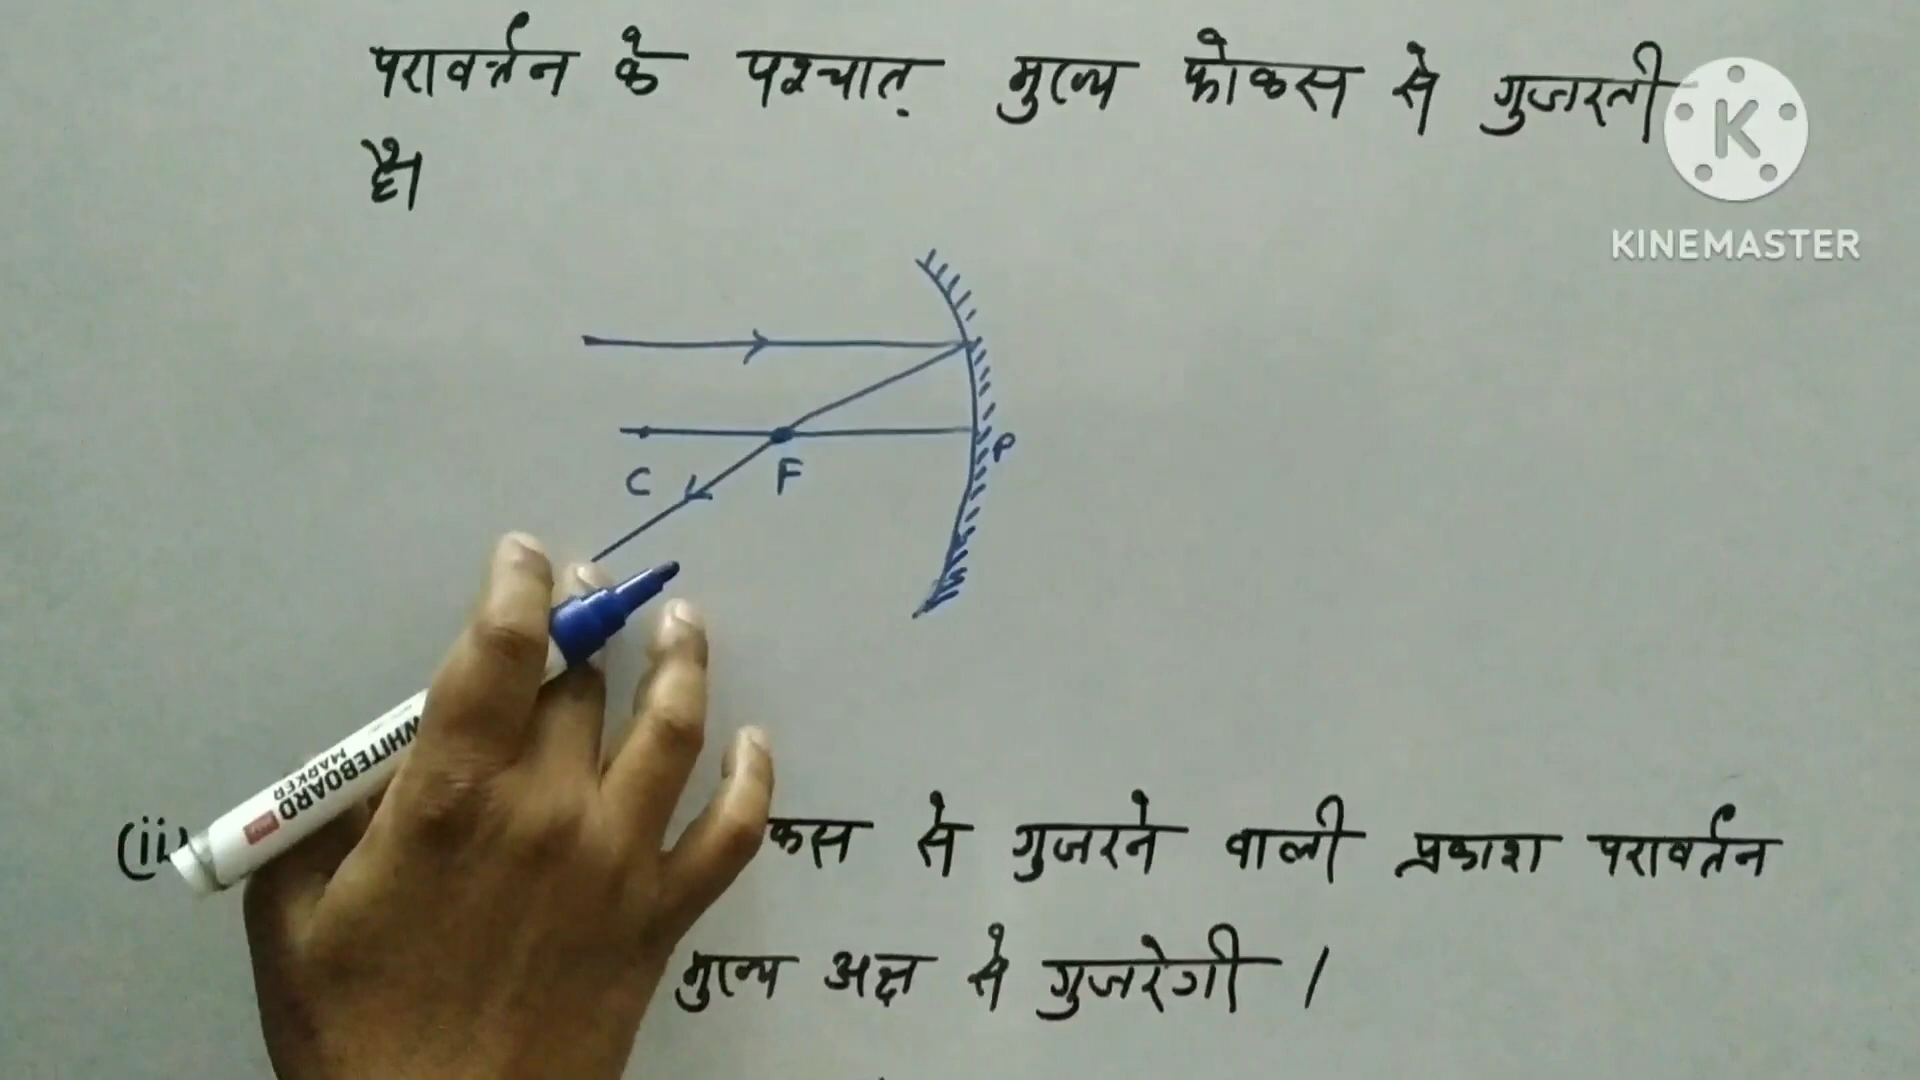 परावर्त्तन के पश्चात् मुख्य फोकस से गुजरती
है।
K
KINEMASTER
C F P
WHITEBOARD
MARKER
(ii) कस से गुजरने वाली प्रकाश परावर्तन
मुख्य अक्ष से गुजरेगी ।